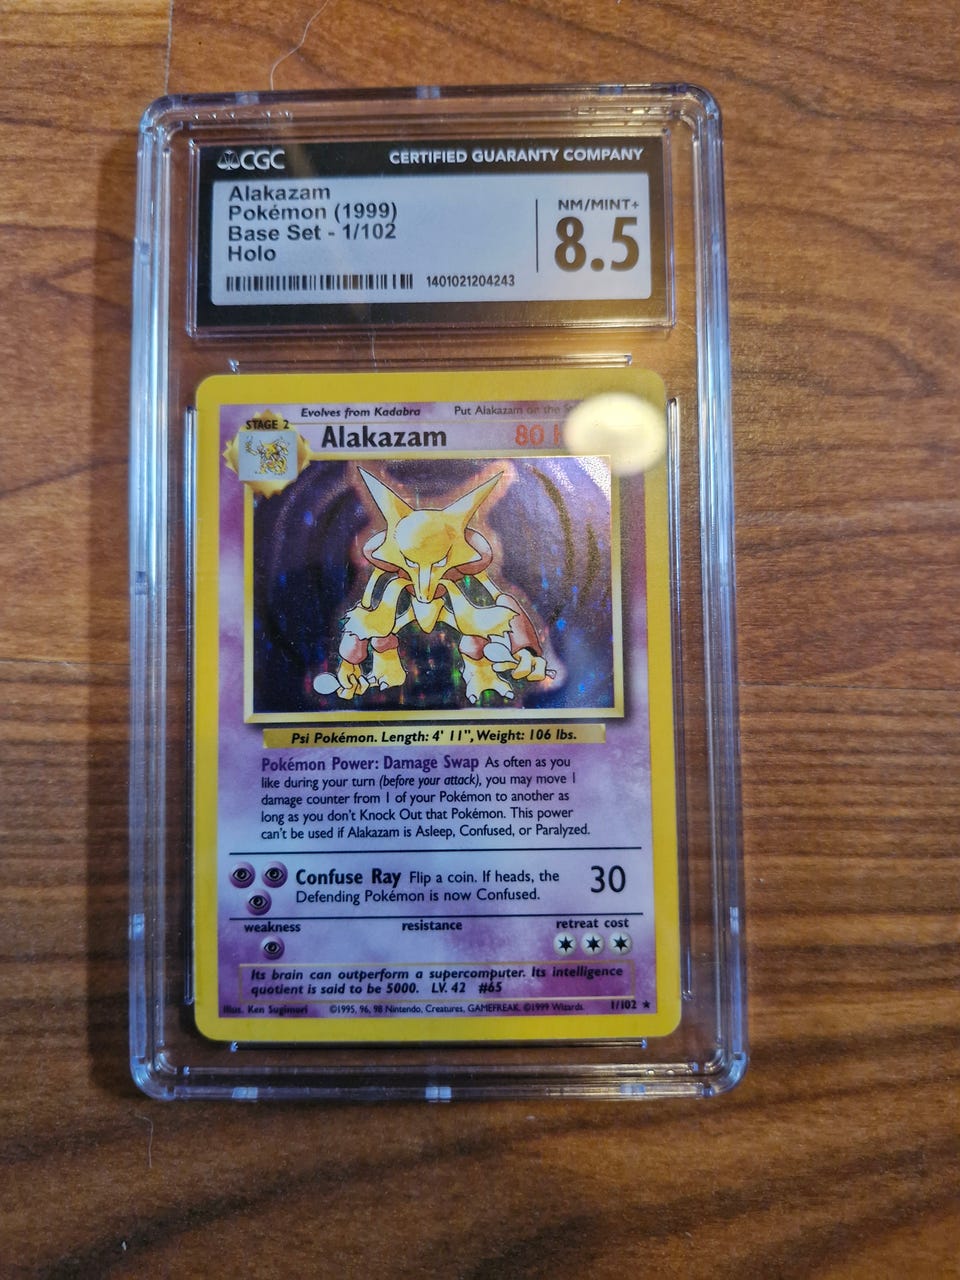 CGC
CERTIFIED GUARANTY COMPANY
Alakazam
Pokémon (1999)
Base Set - 1/102
Holo
1401021204243
NM/MINT+
8.5
Evolves from Kadabra
Put Alakazam on the
STAGE 2
Alakazam
80
Psi Pokémon. Length: 4' 11", Weight: 106 lbs.
Pokémon Power: Damage Swap As often as you
like during your turn (before your attack), you may move 1
damage counter from 1 of your Pokémon to another as
long as you don't Knock Out that Pokémon. This power
can't be used if Alakazam is Asleep, Confused, or Paralyzed.
Confuse Ray Flip a coin. If heads, the
Defending Pokémon is now Confused.
30
weakness
resistance
retreat cost
Its brain can outperform a supercomputer. Its intelligence
quotient is said to be 5000. LV. 42 #65
Illus. Ken Sugimori ©1995, 96, 98 Nintendo, Creatures, GAMEFREAK. ©1999 Wizards. 1/102 ★